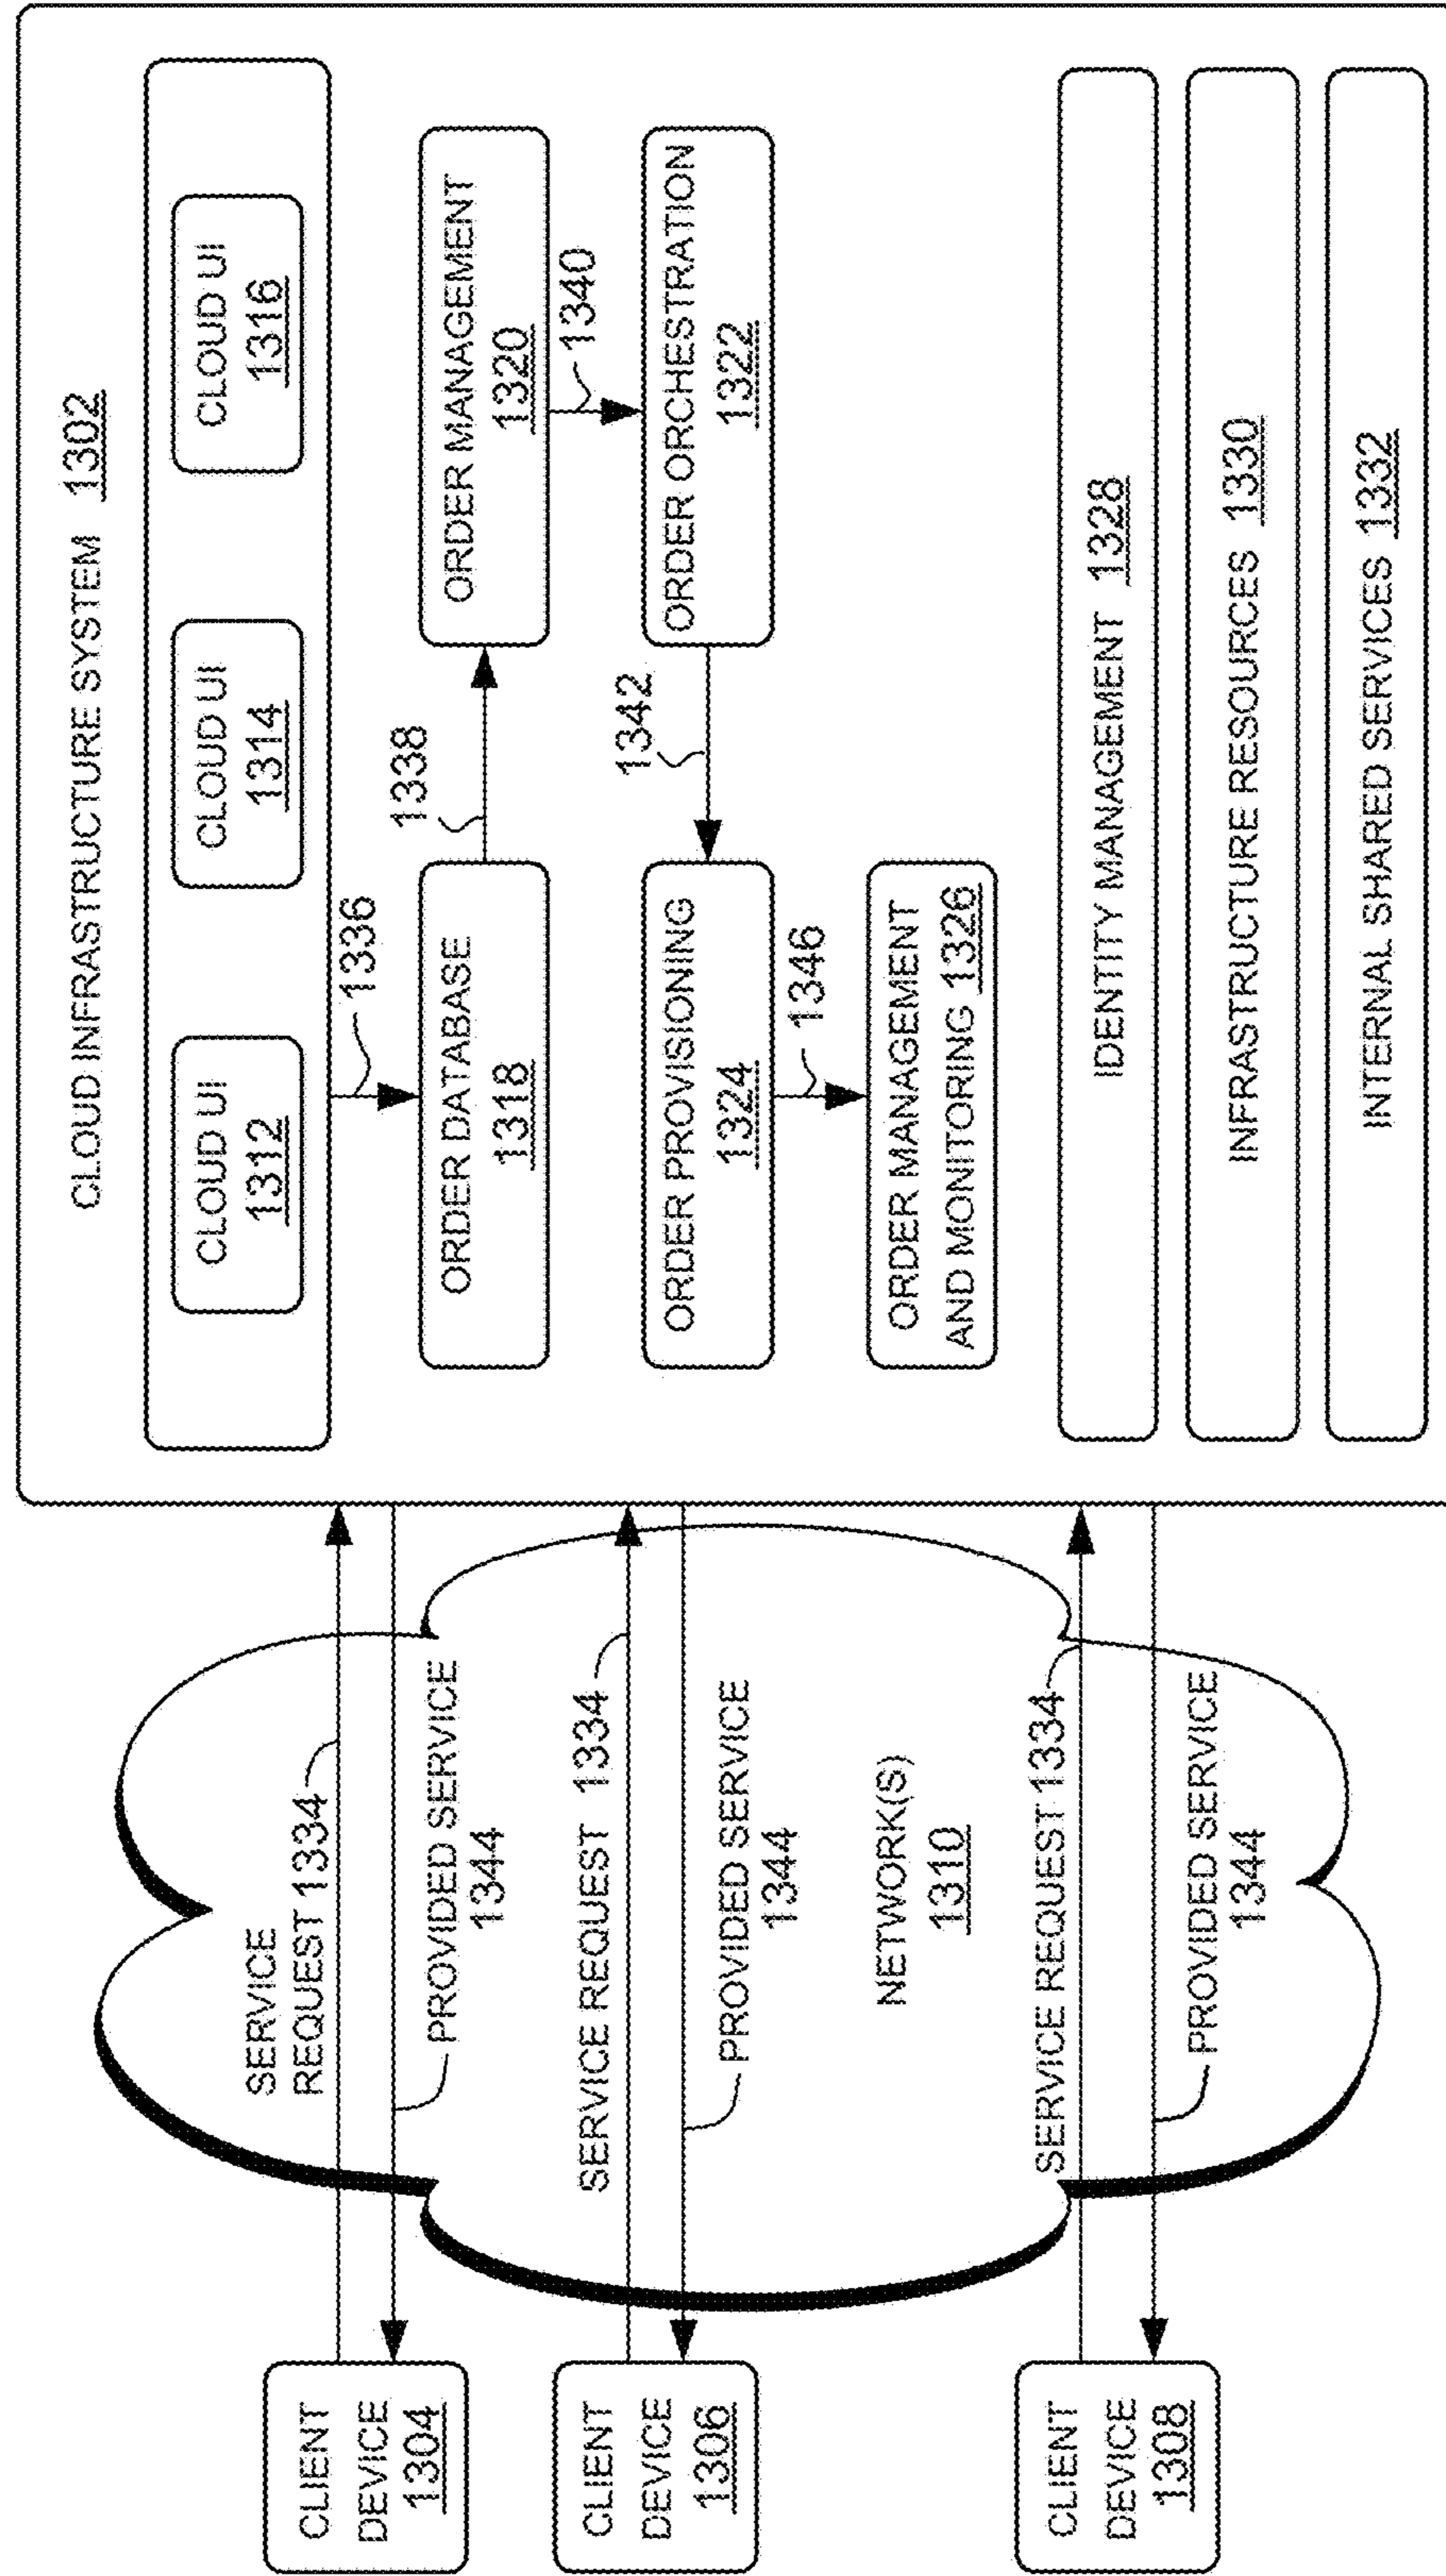 CLOUD INFRASTRUCTURE SYSTEM 1302
CLOUD UI
1312
CLOUD UI
1314
CLOUD UI
1316
1336
ORDER DATABASE
1318
1338
ORDER MANAGEMENT
1320
1340
ORDER PROVISIONING
1324
1342
ORDER ORCHESTRATION
1322
1346
ORDER MANAGEMENT
AND MONITORING 1326
IDENTITY MANAGEMENT 1328
INFRASTRUCTURE RESOURCES 1330
INTERNAL SHARED SERVICES 1332
CLIENT
DEVICE
1304
SERVICE
REQUEST 1334
PROVIDED SERVICE
1344
CLIENT
DEVICE
1306
SERVICE REQUEST 1334
PROVIDED SERVICE
1344
NETWORK(S)
1310
CLIENT
DEVICE
1308
SERVICE REQUEST 1334
PROVIDED SERVICE
1344